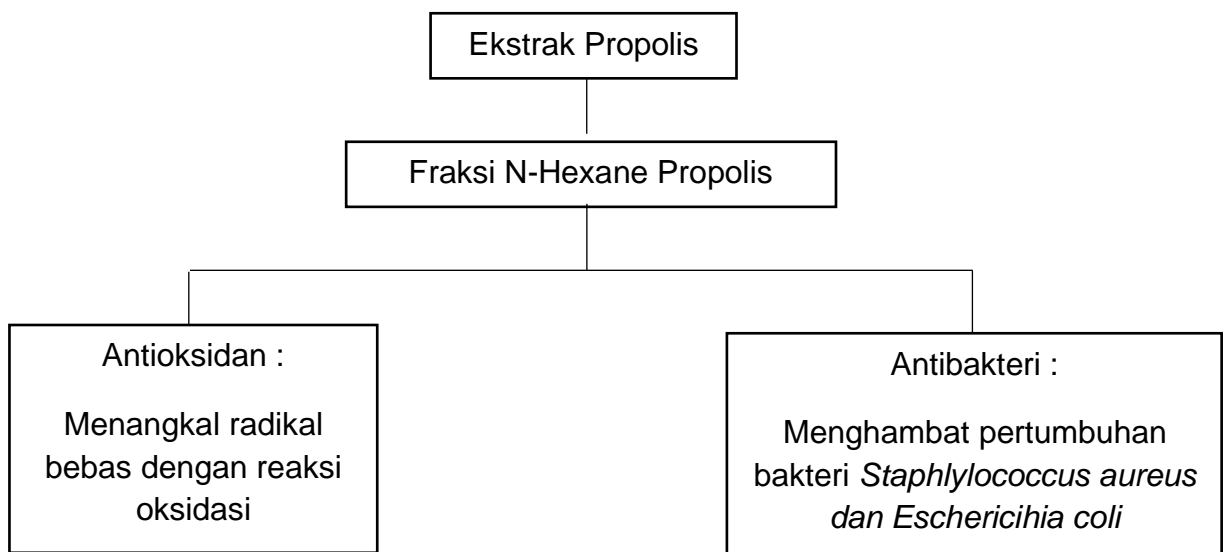 Ekstrak Propolis
Fraksi N-Hexane Propolis
Antioksidan :
Menangkal radikal
bebas dengan reaksi
oksidasi
Antibakteri :
Menghambat pertumbuhan
bakteri Staphlylococcus aureus
dan Eschericihia coli